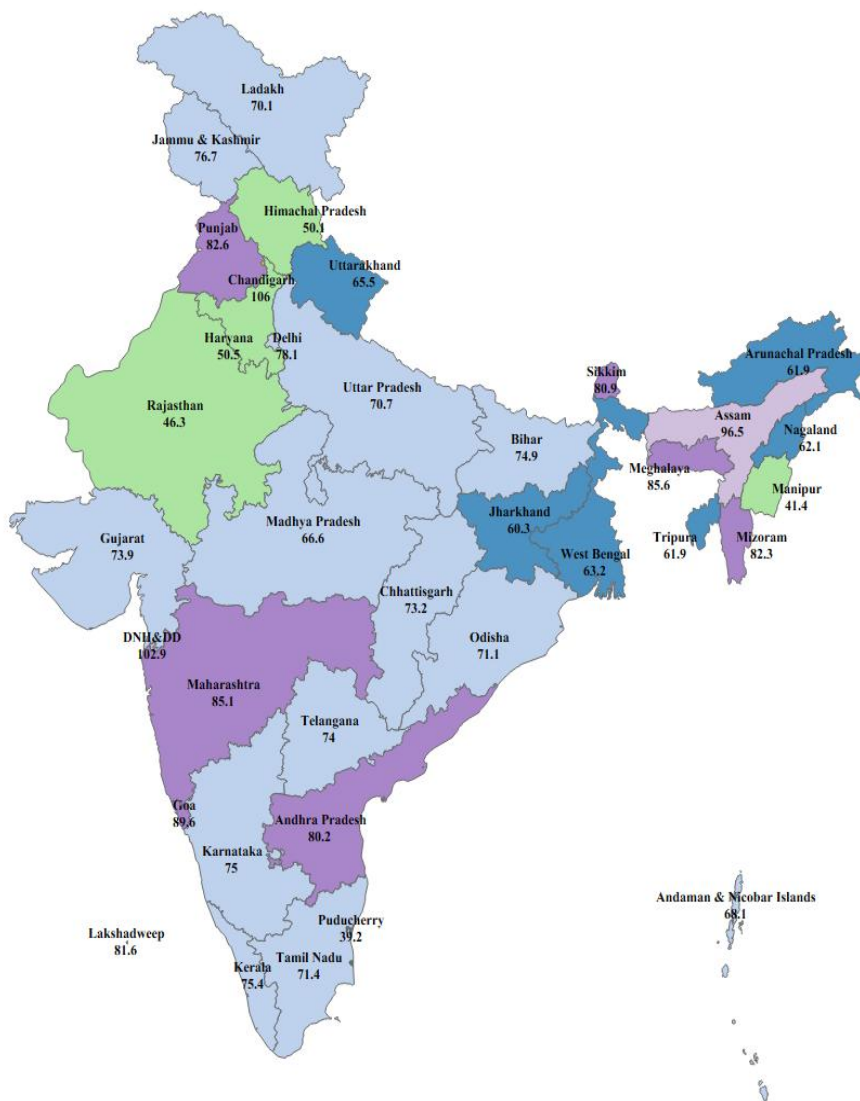 Ladakh
70.1
Jammu & Kashmir
76.7
Himachal Pradesh
50.1
Punjab
82.6
Uttarakhand
65.5
Chandigarh
106
Haryana
50.5
Delhi
78.1
Arunachal Pradesh
61.9
Sikkim
80.9
Uttar Pradesh
70.7
Rajasthan
46.3
Assam
96.5
Nagaland
62.1
Bihar
74.9
Meghalaya
85.6
Manipur
41.4
Jharkhand
60.3
Madhya Pradesh
66.6
Gujarat
73.9
West Bengal
63.2
Tripura
61.9
Mizoram
82.3
Chhattisgarh
73.2
DNH&DD
102.9
Odisha
71.1
Maharashtra
85.1
Telangana
74
Goa
89.6
Andhra Pradesh
80.2
Karnataka
75
Andaman & Nicobar Islands
68.1
Puducherry
39.2
Lakshadweep
81.6
Kerala
75.4
Tamil Nadu
71.4